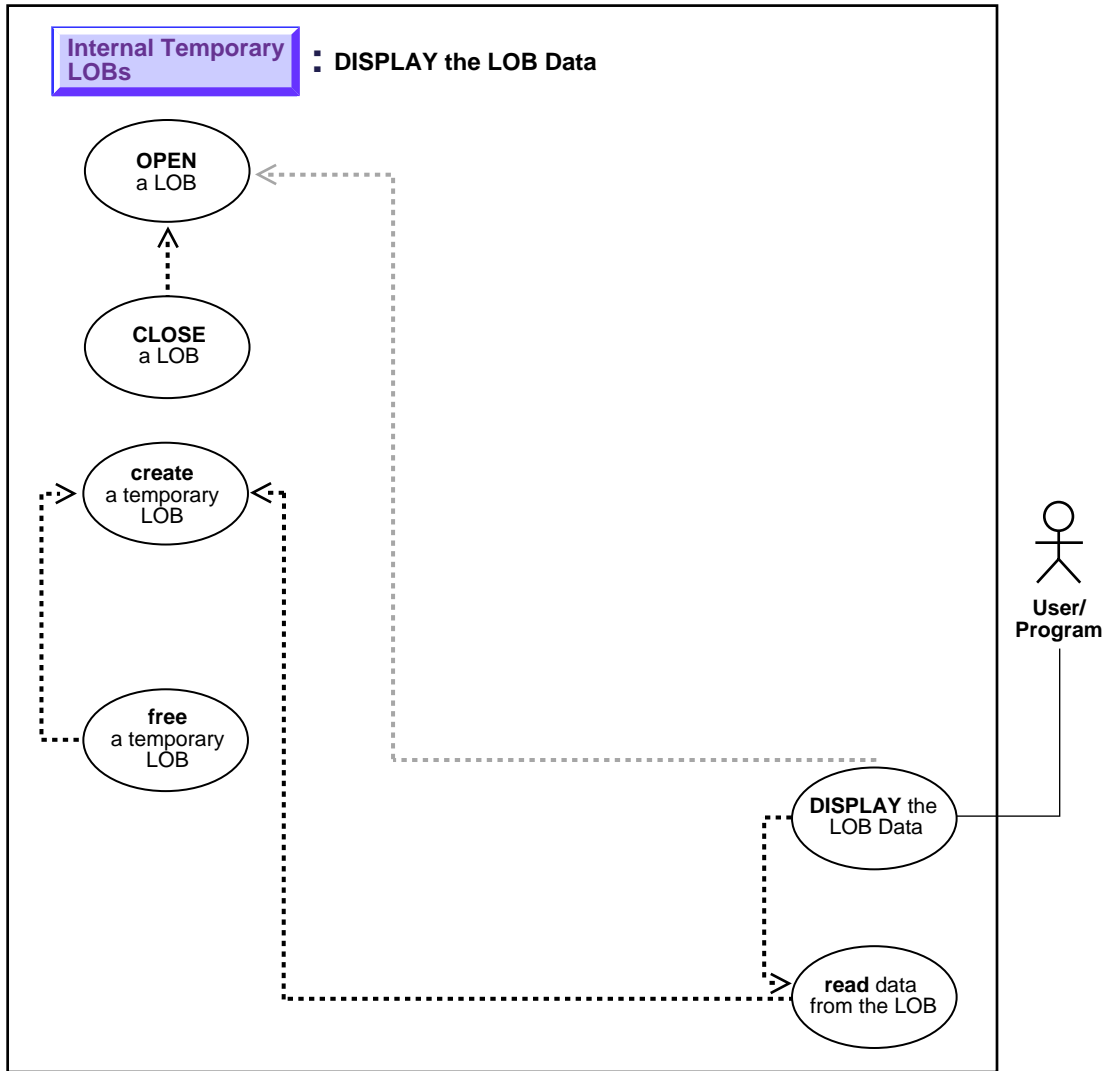 Internal Temporary
LOBs
: DISPLAY the LOB Data
OPEN
a LOB
CLOSE
a LOB
create
a temporary
LOB
User/
Program
free
a temporary
LOB
DISPLAY the
LOB Data
read data
from the LOB